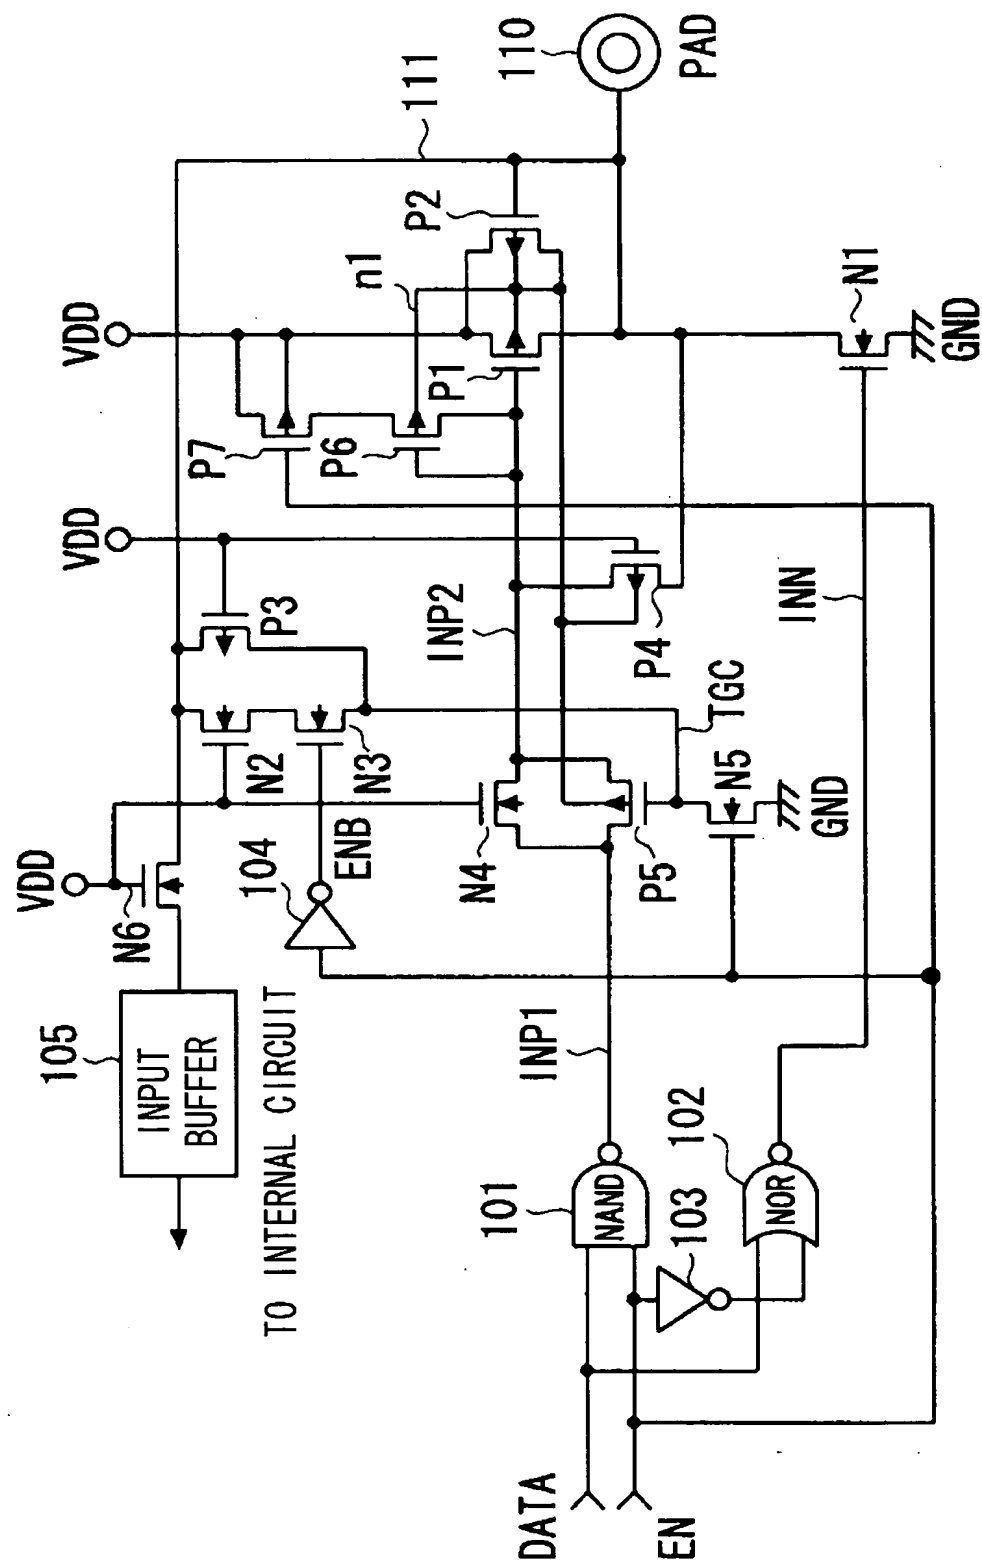 DATA
EN
101
NAND
103
102
NOR
INP1
INN
105
INPUT
BUFFER
TO INTERNAL CIRCUIT
VDD
N6
104
ENB
N2
N3
P3
VDD
N4
P5
N5
GND
TGC
INP2
P4
P7
P6
VDD
n1
P1
P2
111
110
PAD
N1
GND